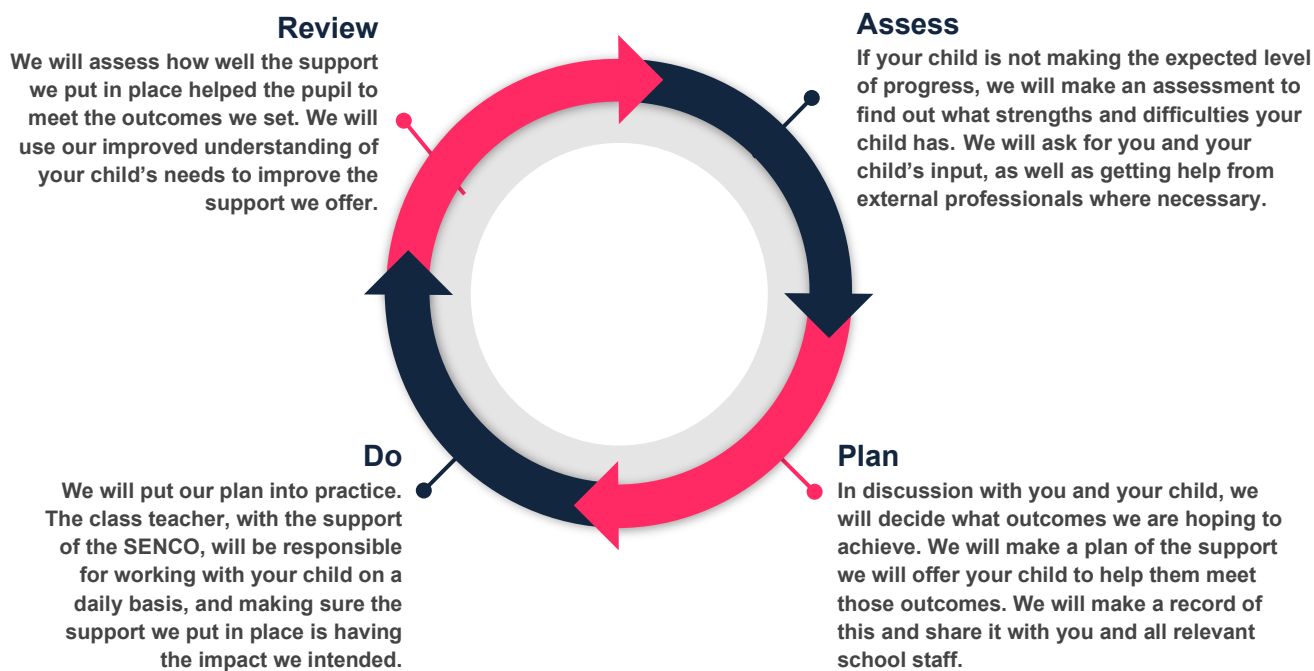 Review
We will assess how well the support
we put in place helped the pupil to
meet the outcomes we set. We will
use our improved understanding of
your child’s needs to improve the
support we offer.
Assess
If your child is not making the expected level
of progress, we will make an assessment to
find out what strengths and difficulties your
child has. We will ask for you and your
child’s input, as well as getting help from
external professionals where necessary.
Do
We will put our plan into practice.
The class teacher, with the support
of the SENCO, will be responsible
for working with your child on a
daily basis, and making sure the
support we put in place is having
the impact we intended.
Plan
In discussion with you and your child, we
will decide what outcomes we are hoping to
achieve. We will make a plan of the support
we will offer your child to help them meet
those outcomes. We will make a record of
this and share it with you and all relevant
school staff.